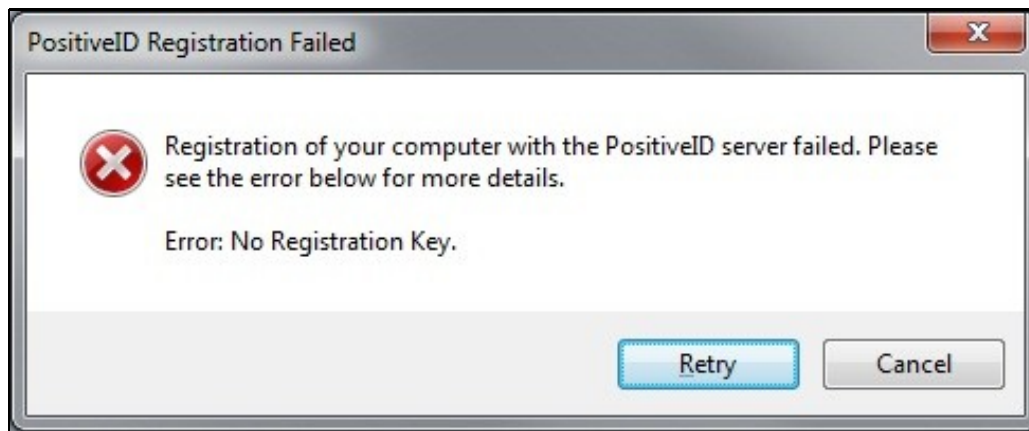 PositiveID Registration Failed
Registration of your computer with the PositiveID server failed. Please
see the error below for more details.
Error: No Registration Key.
Retry
Cancel